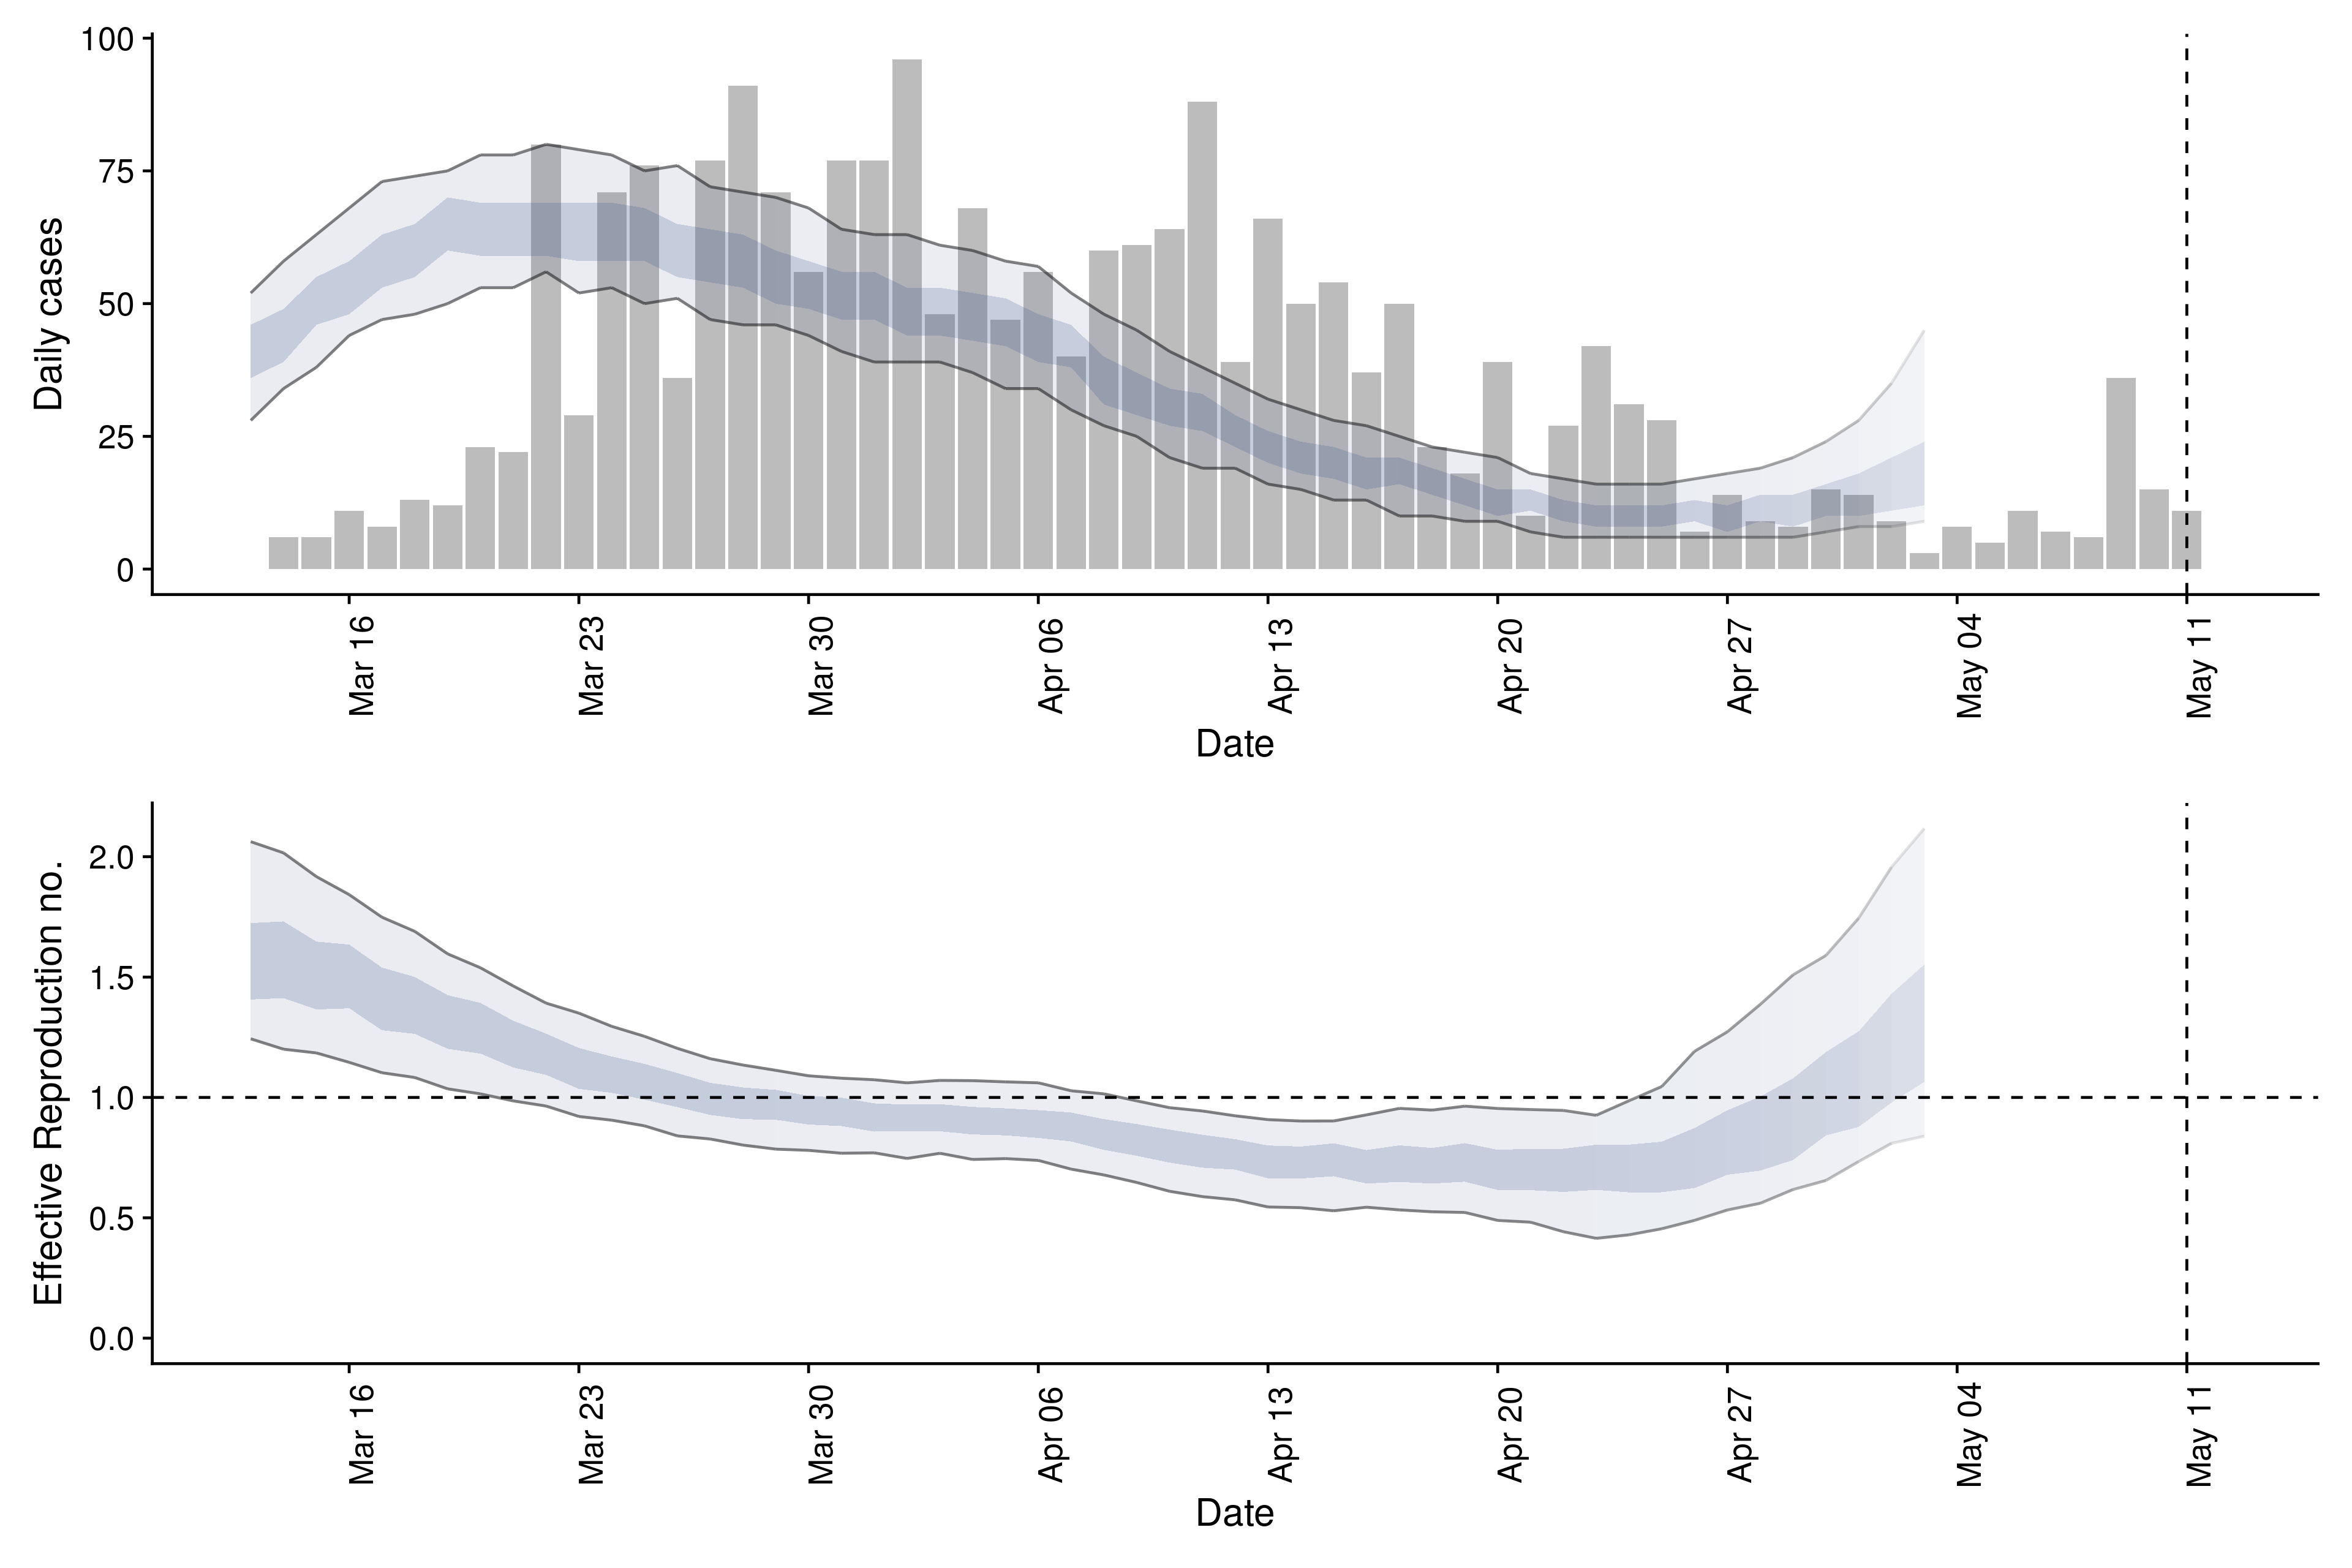 Daily cases
100
75
50
25
0
Mar 16
Mar 23
Mar 30
Apr 06
Apr 13
Apr 20
Apr 27
May 04
May 11
Date
Effective Reproduction no.
2.0
1.5
1.0
0.5
0.0
Mar 16
Mar 23
Mar 30
Apr 06
Apr 13
Apr 20
Apr 27
May 04
May 11
Date